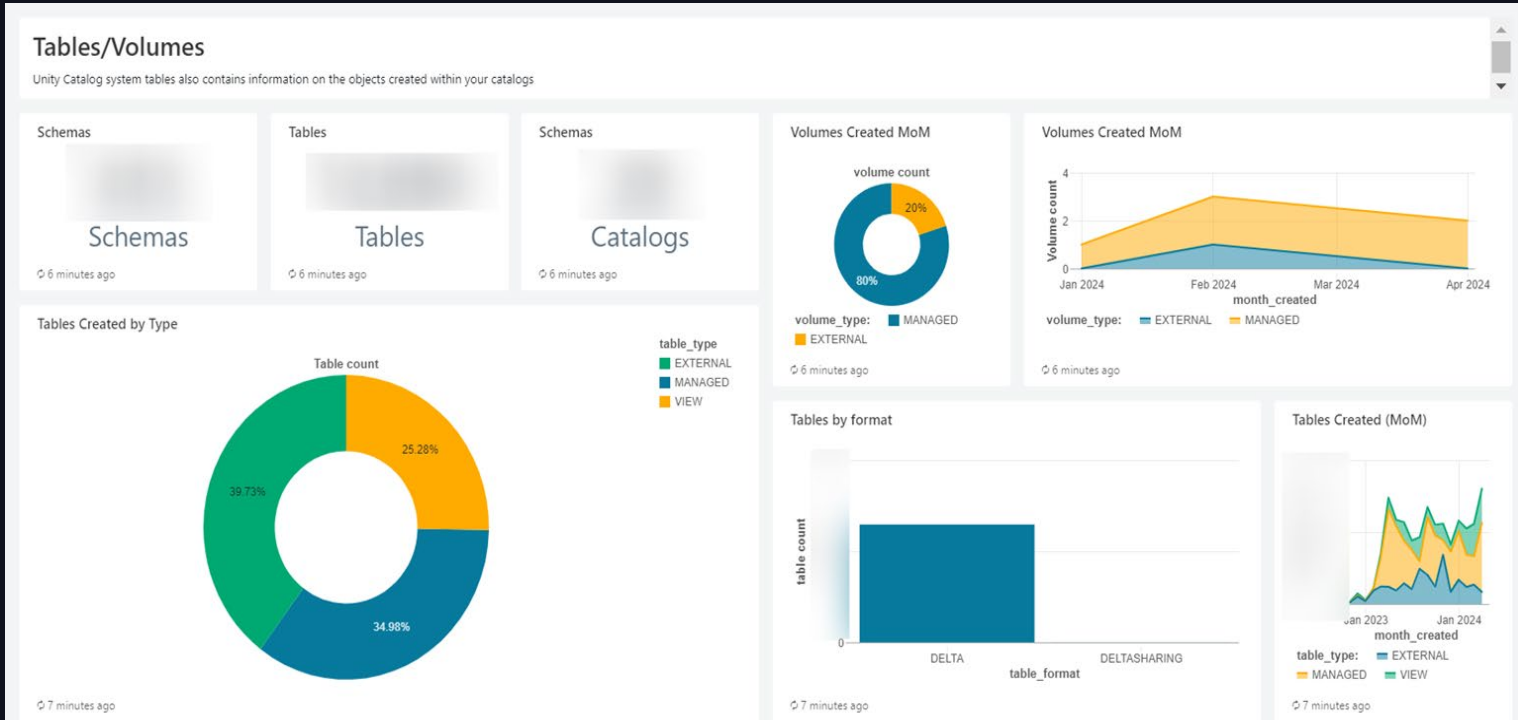 Tables/Volumes
Unity Catalog system tables also contains information on the objects created within your catalogs
Schemas
Schemas
6 minutes ago
Tables
Tables
6 minutes ago
Schemas
Catalogs
6 minutes ago
Volumes Created MoM
volume count
20%
80%
volume_type: MANAGED
EXTERNAL
6 minutes ago
Volumes Created MoM
Volume count
4
2
0
Jan 2024 Feb 2024 Mar 2024 Apr 2024
month_created
volume_type: EXTERNAL MANAGED
6 minutes ago
Tables Created by Type
Table count
table_type
EXTERNAL
MANAGED
VIEW
25.28%
39.73%
34.98%
7 minutes ago
Tables by format
table count
0
DELTA DELTASHARING
table_format
7 minutes ago
Tables Created (MoM)
Jan 2023 Jan 2024
month_created
table_type: EXTERNAL
MANAGED VIEW
7 minutes ago